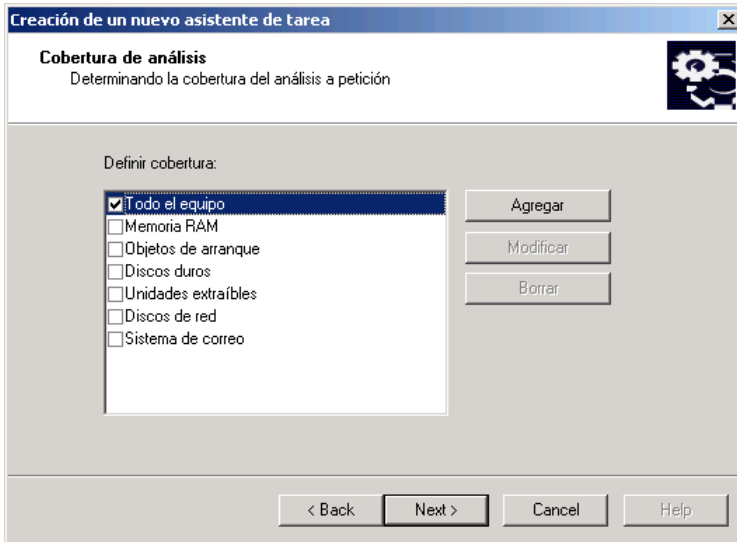 Creación de un nuevo asistente de tarea
Cobertura de análisis
Determinando la cobertura del análisis a petición
Definir cobertura:
Todo el equipo
Memoria RAM
Objetos de arranque
Discos duros
Unidades extraíbles
Discos de red
Sistema de correo
Agregar
Modificar
Borrar
< Back
Next >
Cancel
Help